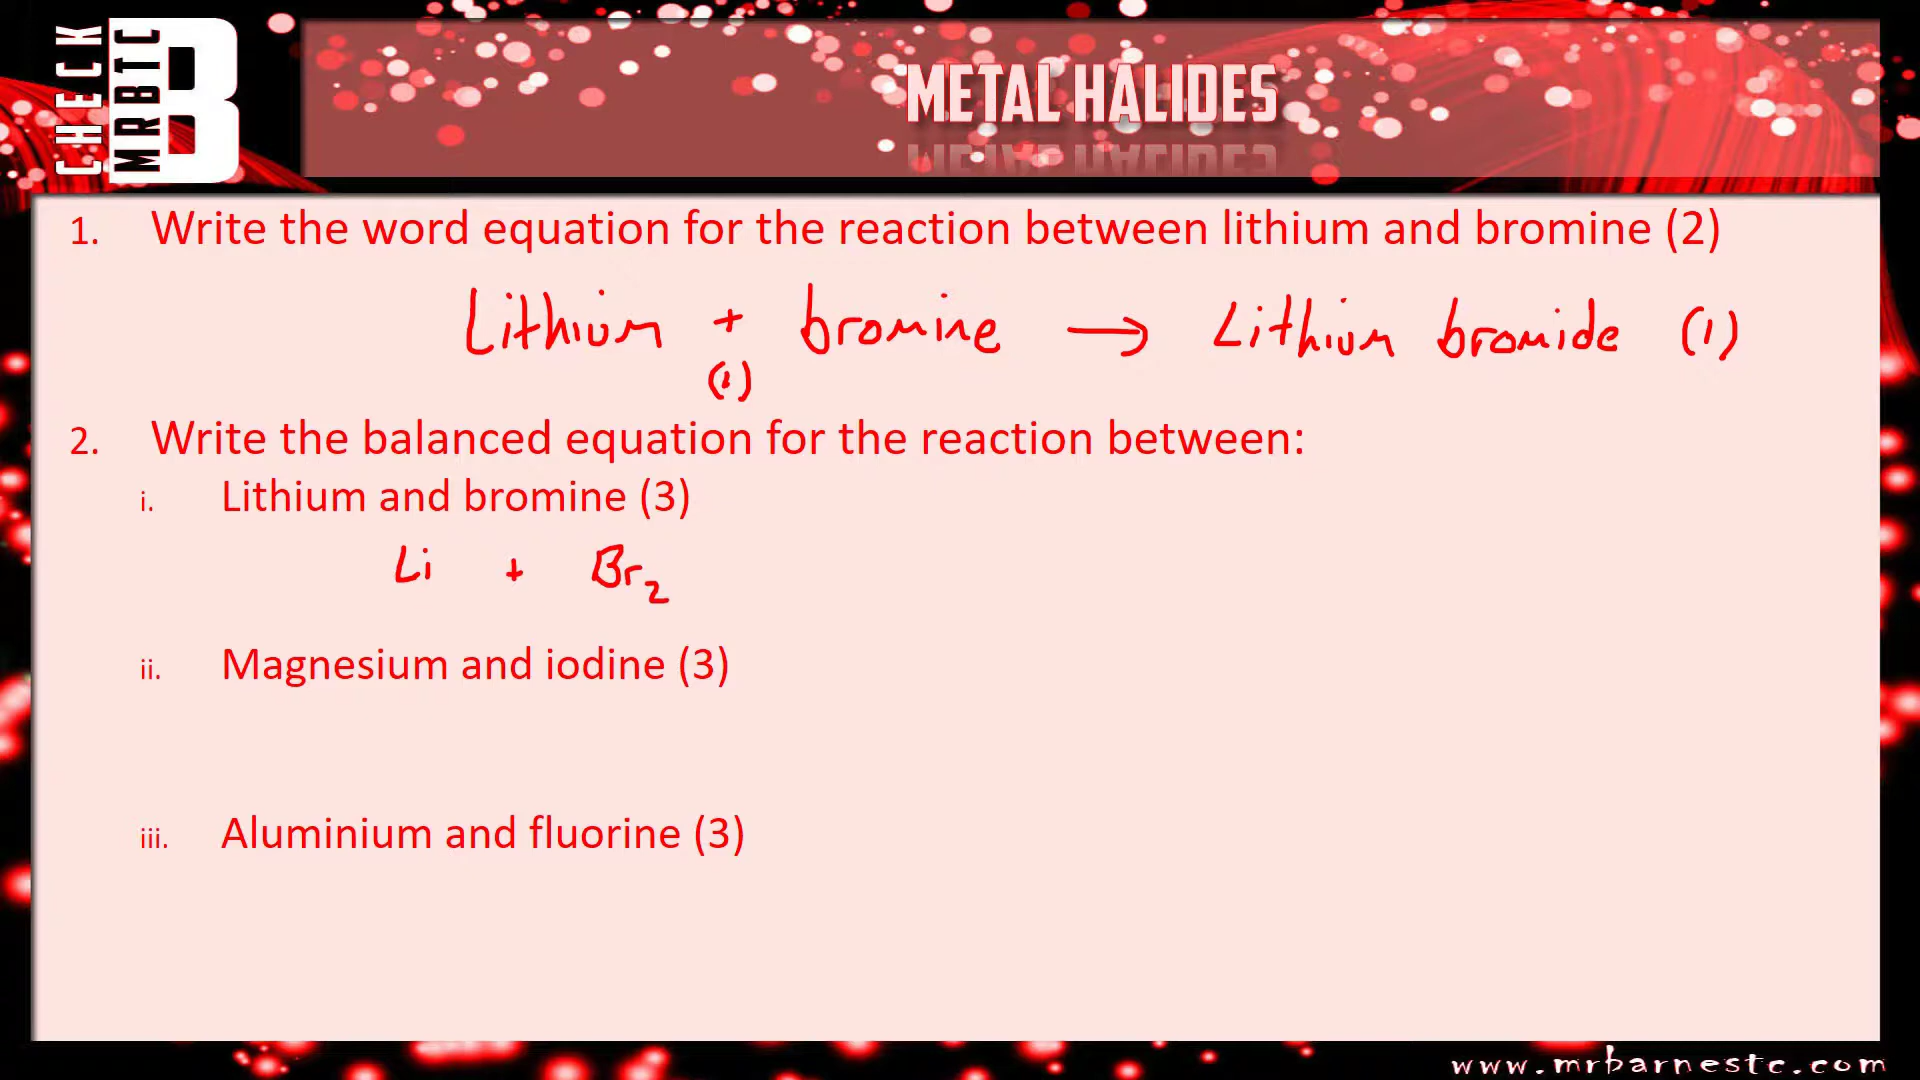 CHECK
MRBTC
B
METAL HALIDES
1. Write the word equation for the reaction between lithium and bromine (2)
Lithium + bromine → Lithium bromide (1)
(1)
2. Write the balanced equation for the reaction between:
i. Lithium and bromine (3)
Li + Br₂
ii. Magnesium and iodine (3)
iii. Aluminium and fluorine (3)
www.mrbarnestc.com